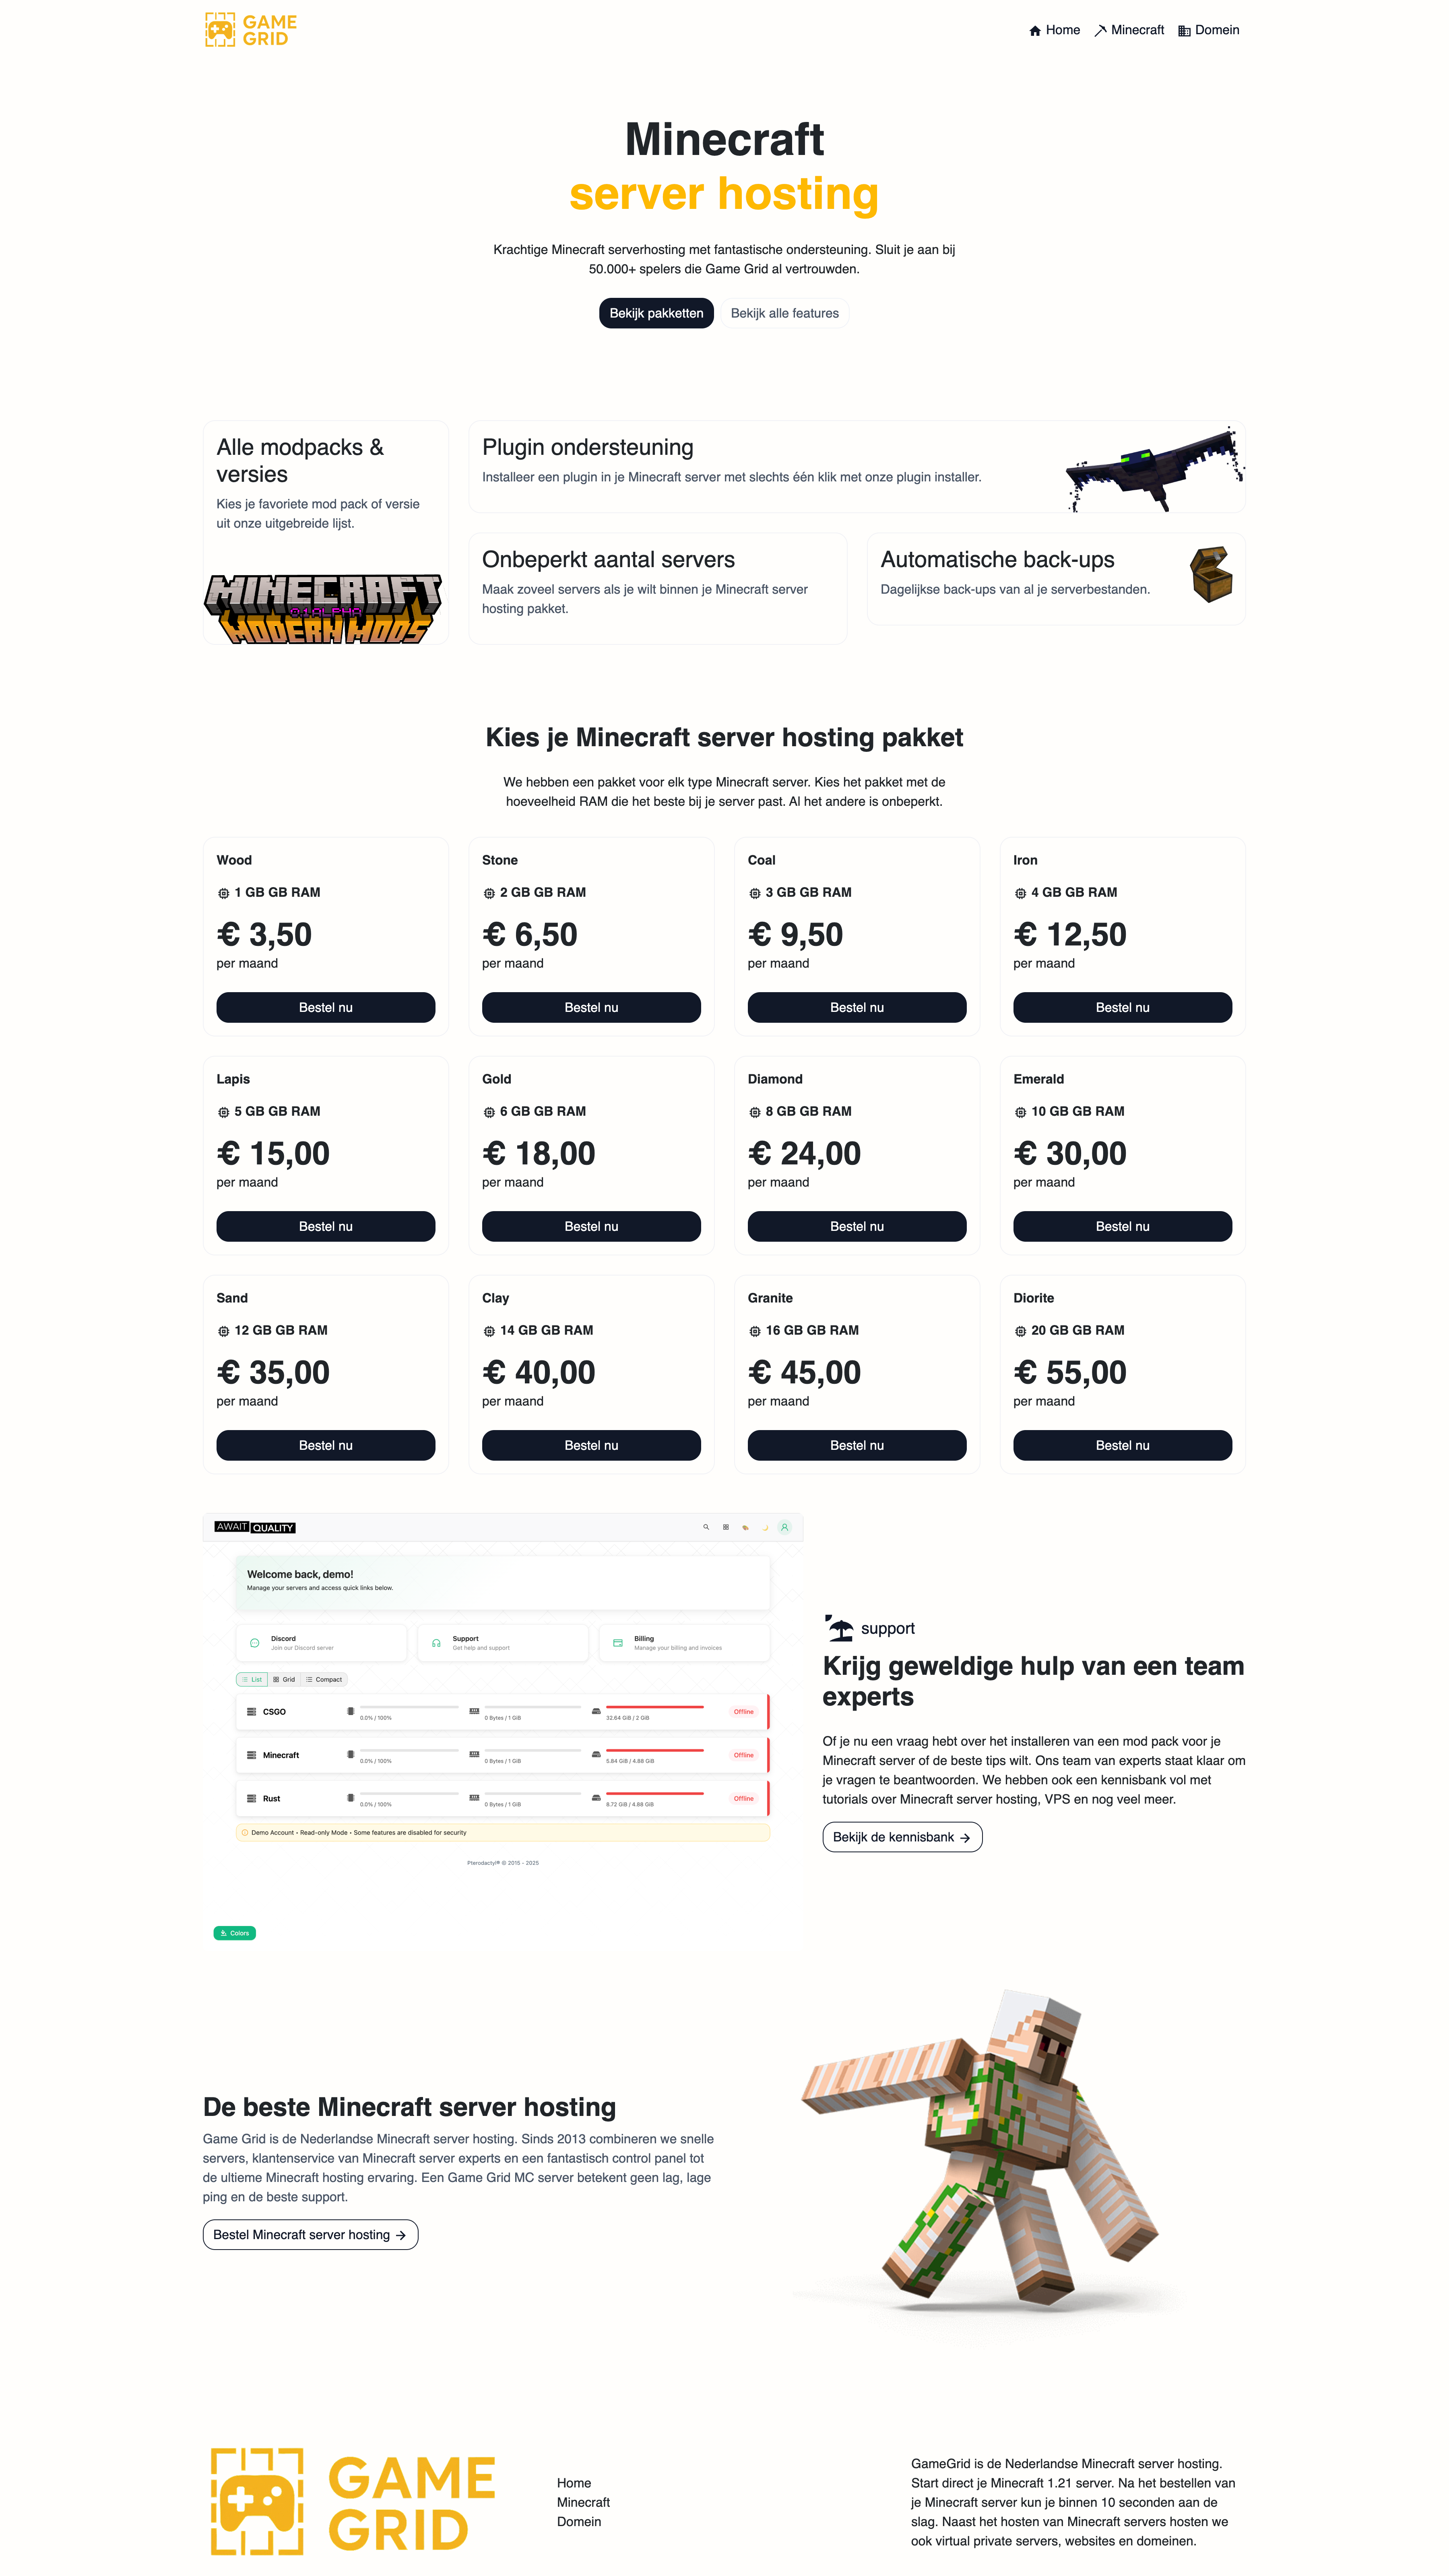 GAME
GRID
Home
Minecraft
Domein
Minecraft
server hosting
Krachtige Minecraft serverhosting met fantastische ondersteuning. Sluit je aan bij
50.000+ spelers die Game Grid al vertrouwden.
Bekijk pakketten
Bekijk alle features
Alle modpacks &
versies
Kies je favoriete mod pack of versie
uit onze uitgebreide lijst.
MINECRAFT
0.1 ALPHA
MODERN MODS
Plugin ondersteuning
Installeer een plugin in je Minecraft server met slechts één klik met onze plugin installer.
Onbeperkt aantal servers
Maak zoveel servers als je wilt binnen je Minecraft server
hosting pakket.
Automatische back-ups
Dagelijkse back-ups van al je serverbestanden.
Kies je Minecraft server hosting pakket
We hebben een pakket voor elk type Minecraft server. Kies het pakket met de
hoeveelheid RAM die het beste bij je server past. Al het andere is onbeperkt.
Wood
1 GB GB RAM
€ 3,50
per maand
Bestel nu
Stone
2 GB GB RAM
€ 6,50
per maand
Bestel nu
Coal
3 GB GB RAM
€ 9,50
per maand
Bestel nu
Iron
4 GB GB RAM
€ 12,50
per maand
Bestel nu
Lapis
5 GB GB RAM
€ 15,00
per maand
Bestel nu
Gold
6 GB GB RAM
€ 18,00
per maand
Bestel nu
Diamond
8 GB GB RAM
€ 24,00
per maand
Bestel nu
Emerald
10 GB GB RAM
€ 30,00
per maand
Bestel nu
Sand
12 GB GB RAM
€ 35,00
per maand
Bestel nu
Clay
14 GB GB RAM
€ 40,00
per maand
Bestel nu
Granite
16 GB GB RAM
€ 45,00
per maand
Bestel nu
Diorite
20 GB GB RAM
€ 55,00
per maand
Bestel nu
AWAIT QUALITY
Welcome back, demo!
Manage your servers and access quick links below.
Discord
Join our Discord server
Support
Get help and support
Billing
Manage your billing and invoices
List
Grid
Compact
CSGO
0.0% / 100%
0 Bytes / 1 GiB
32.64 GiB / 2 GiB
Offline
Minecraft
0.0% / 100%
0 Bytes / 1 GiB
5.84 GiB / 4.88 GiB
Offline
Rust
0.0% / 100%
0 Bytes / 1 GiB
8.72 GiB / 4.88 GiB
Offline
Demo Account • Read-only Mode • Some features are disabled for security
Pterodactyl® © 2015 - 2025
Colors
support
Krijg geweldige hulp van een team
experts
Of je nu een vraag hebt over het installeren van een mod pack voor je
Minecraft server of de beste tips wilt. Ons team van experts staat klaar om
je vragen te beantwoorden. We hebben ook een kennisbank vol met
tutorials over Minecraft server hosting, VPS en nog veel meer.
Bekijk de kennisbank →
De beste Minecraft server hosting
Game Grid is de Nederlandse Minecraft server hosting. Sinds 2013 combineren we snelle
servers, klantenservice van Minecraft server experts en een fantastisch control panel tot
de ultieme Minecraft hosting ervaring. Een Game Grid MC server betekent geen lag, lage
ping en de beste support.
Bestel Minecraft server hosting →
GAME
GRID
Home
Minecraft
Domein
GameGrid is de Nederlandse Minecraft server hosting.
Start direct je Minecraft 1.21 server. Na het bestellen van
je Minecraft server kun je binnen 10 seconden aan de
slag. Naast het hosten van Minecraft servers hosten we
ook virtual private servers, websites en domeinen.